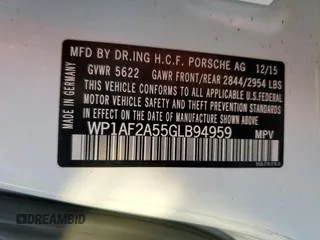 MFD BY DR.ING H.C.F. PORSCHE AG 12/15
GVWR 5622 GAWR FRONT/REAR 2844/2954 LBS
THIS VEHICLE CONFORMS TO ALL APPLICABLE U.S.FEDERAL
MOTOR VEHICLE SAFETY, BUMPER AND THEFT PREVENTION
STANDARDS IN EFFECT ON THE DATE OF
MANUFACTURE SHOWN ABOVE.
WP1AF2A55GLB94959 MPV
MADE IN GERMANY
DREAMBID